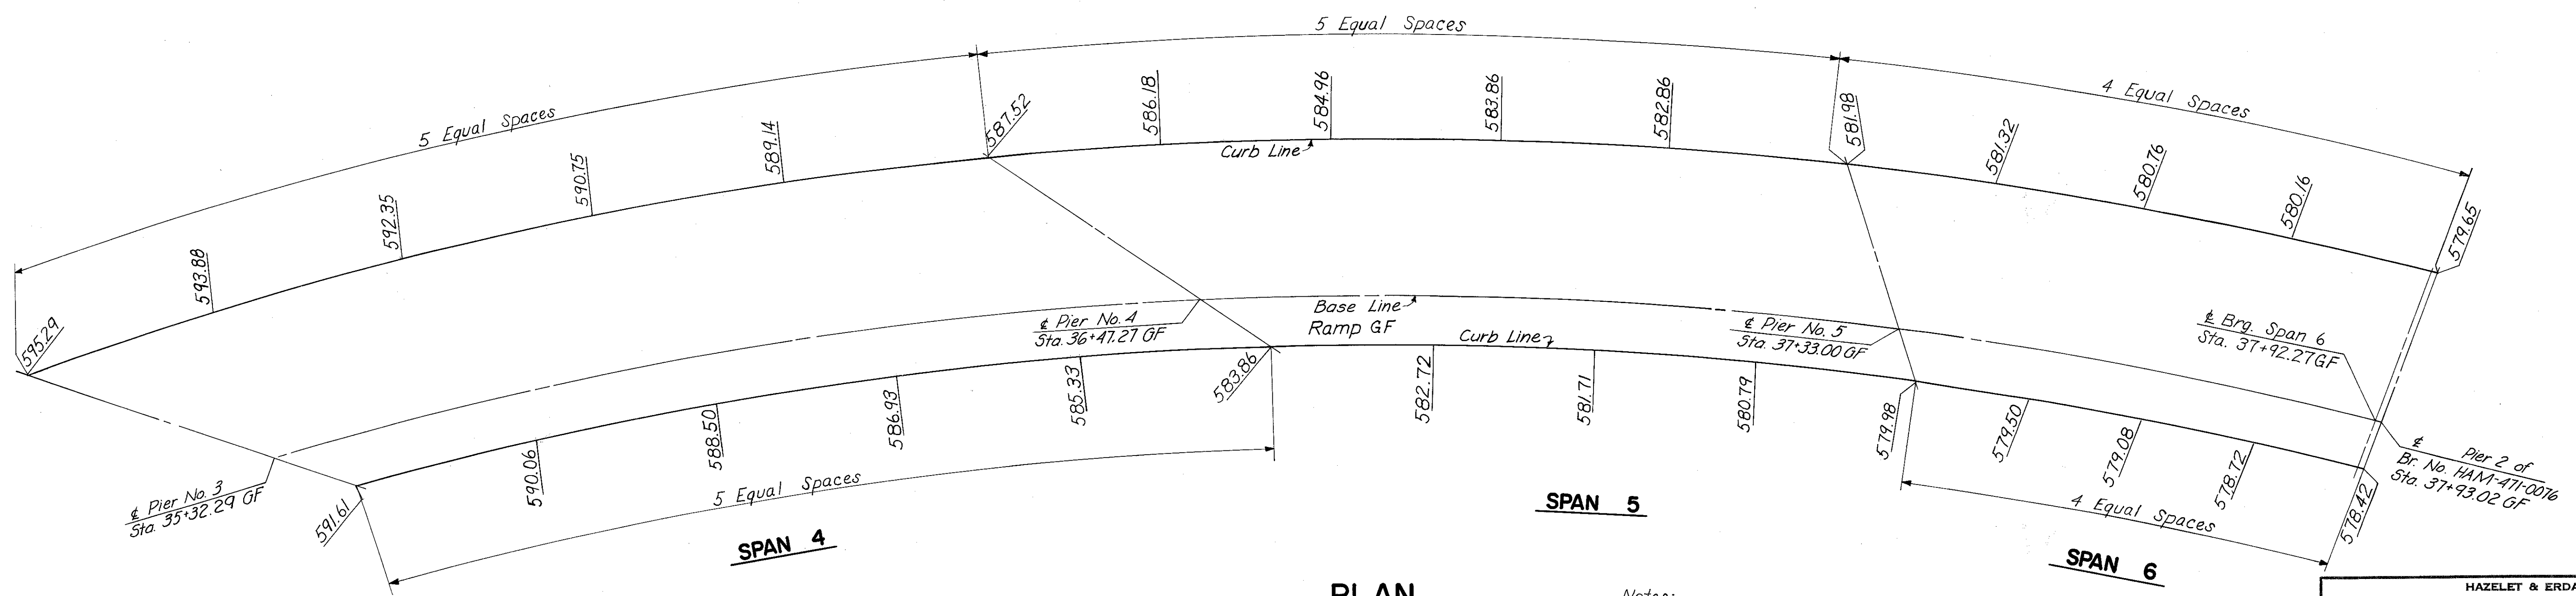 5 Equal Spaces
5 Equal Spaces
4 Equal Spaces
595.29
593.88
592.35
590.75
589.14
587.52
586.18
584.96
583.86
582.86
581.98
581.32
580.76
580.16
579.65
Curb Line
Base Line
Ramp GF
Curb Line
℄ Pier No. 3
Sta. 35+32.29 GF
℄ Pier No. 4
Sta. 36+47.27 GF
℄ Pier No. 5
Sta. 37+33.00 GF
℄ Brg. Span 6
Sta. 37+92.27 GF
℄ Pier 2 of
Br. No. HAM-471-0076
Sta. 37+93.02 GF
591.61
590.06
588.50
586.93
585.33
583.86
582.72
581.71
580.79
579.98
579.50
579.08
578.72
578.42
5 Equal Spaces
4 Equal Spaces
SPAN 4
SPAN 5
SPAN 6
PLAN
Notes:
HAZELET & ERDA